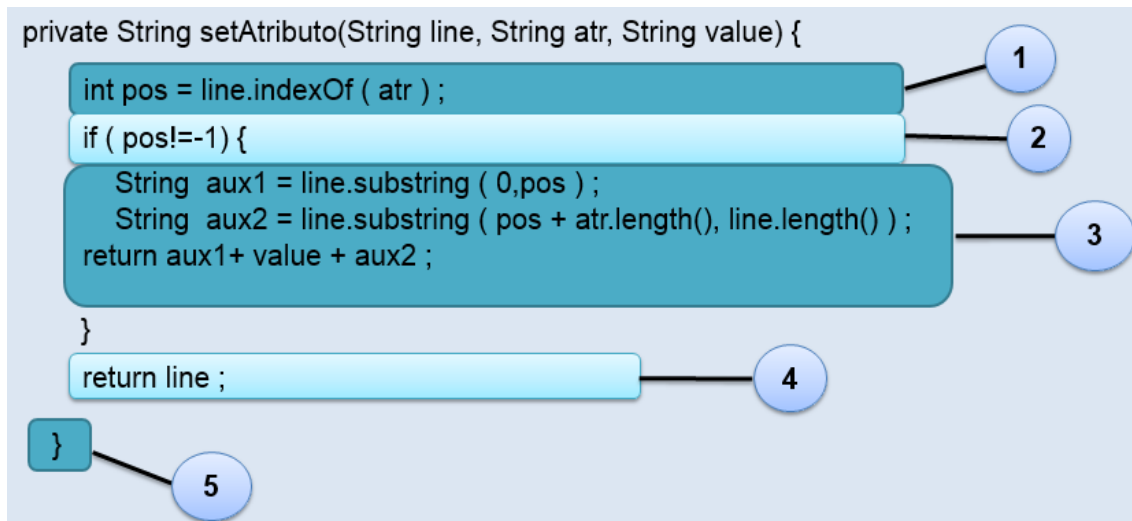 private String setAtributo(String line, String atr, String value) {
1
int pos = line.indexOf ( atr ) ;
if ( pos!=-1) {
2
String aux1 = line.substring ( 0,pos ) ;
String aux2 = line.substring ( pos + atr.length(), line.length() ) ;
3
return aux1+ value + aux2 ;
}
return line ;
4
}
5